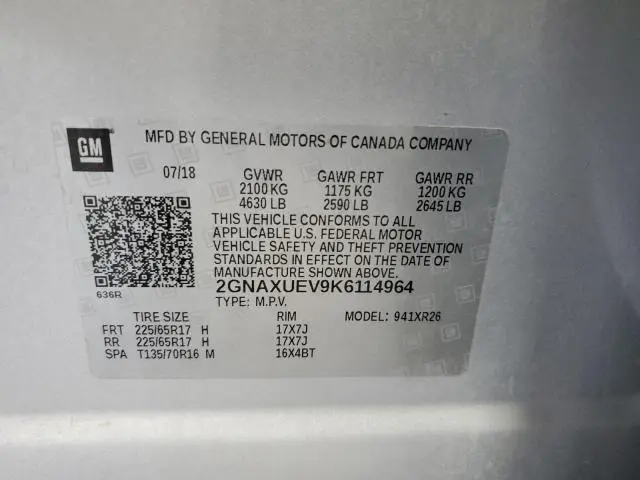 GM
MFD BY GENERAL MOTORS OF CANADA COMPANY
07/18 GVWR GAWR FRT GAWR RR
2100 KG 1175 KG 1200 KG
4630 LB 2590 LB 2645 LB
THIS VEHICLE CONFORMS TO ALL
APPLICABLE U.S. FEDERAL MOTOR
VEHICLE SAFETY AND THEFT PREVENTION
STANDARDS IN EFFECT ON THE DATE OF
MANUFACTURE SHOWN ABOVE.
636R
2GNAXUEV9K6114964
TYPE: M.P.V.
TIRE SIZE RIM MODEL: 941XR26
FRT 225/65R17 H 17X7J
RR 225/65R17 H 17X7J
SPA T135/70R16 M 16X4BT